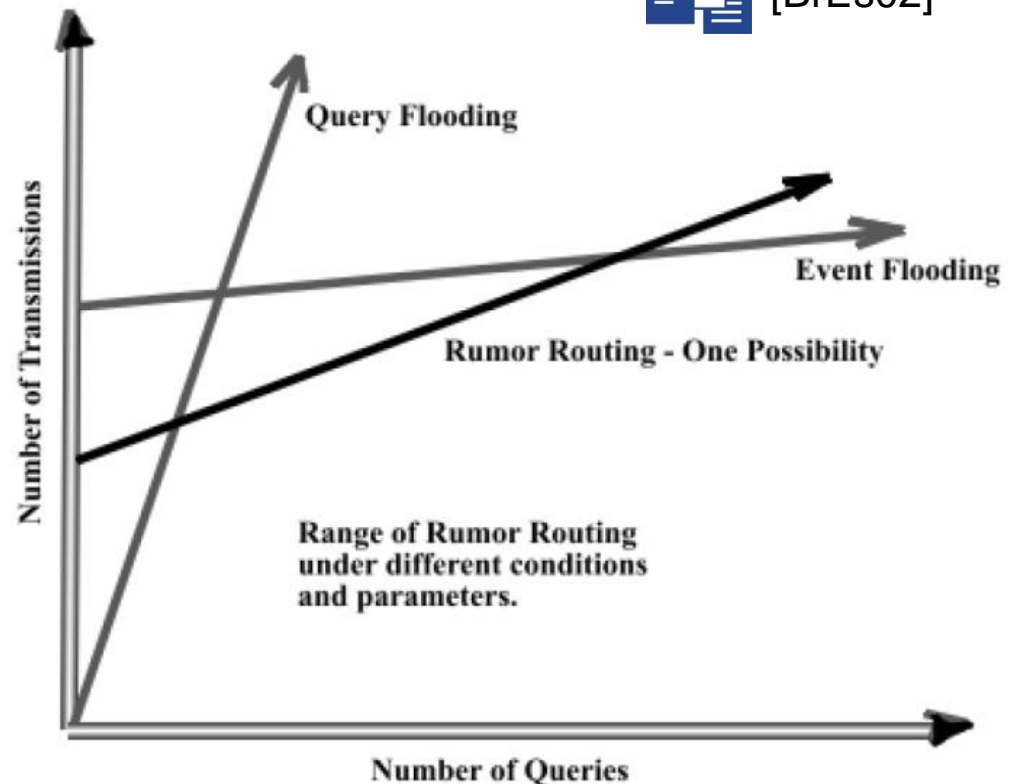 [BrEs02]
Query Flooding
Event Flooding
Rumor Routing - One Possibility
Range of Rumor Routing
under different conditions
and parameters.
Number of Transmissions
Number of Queries